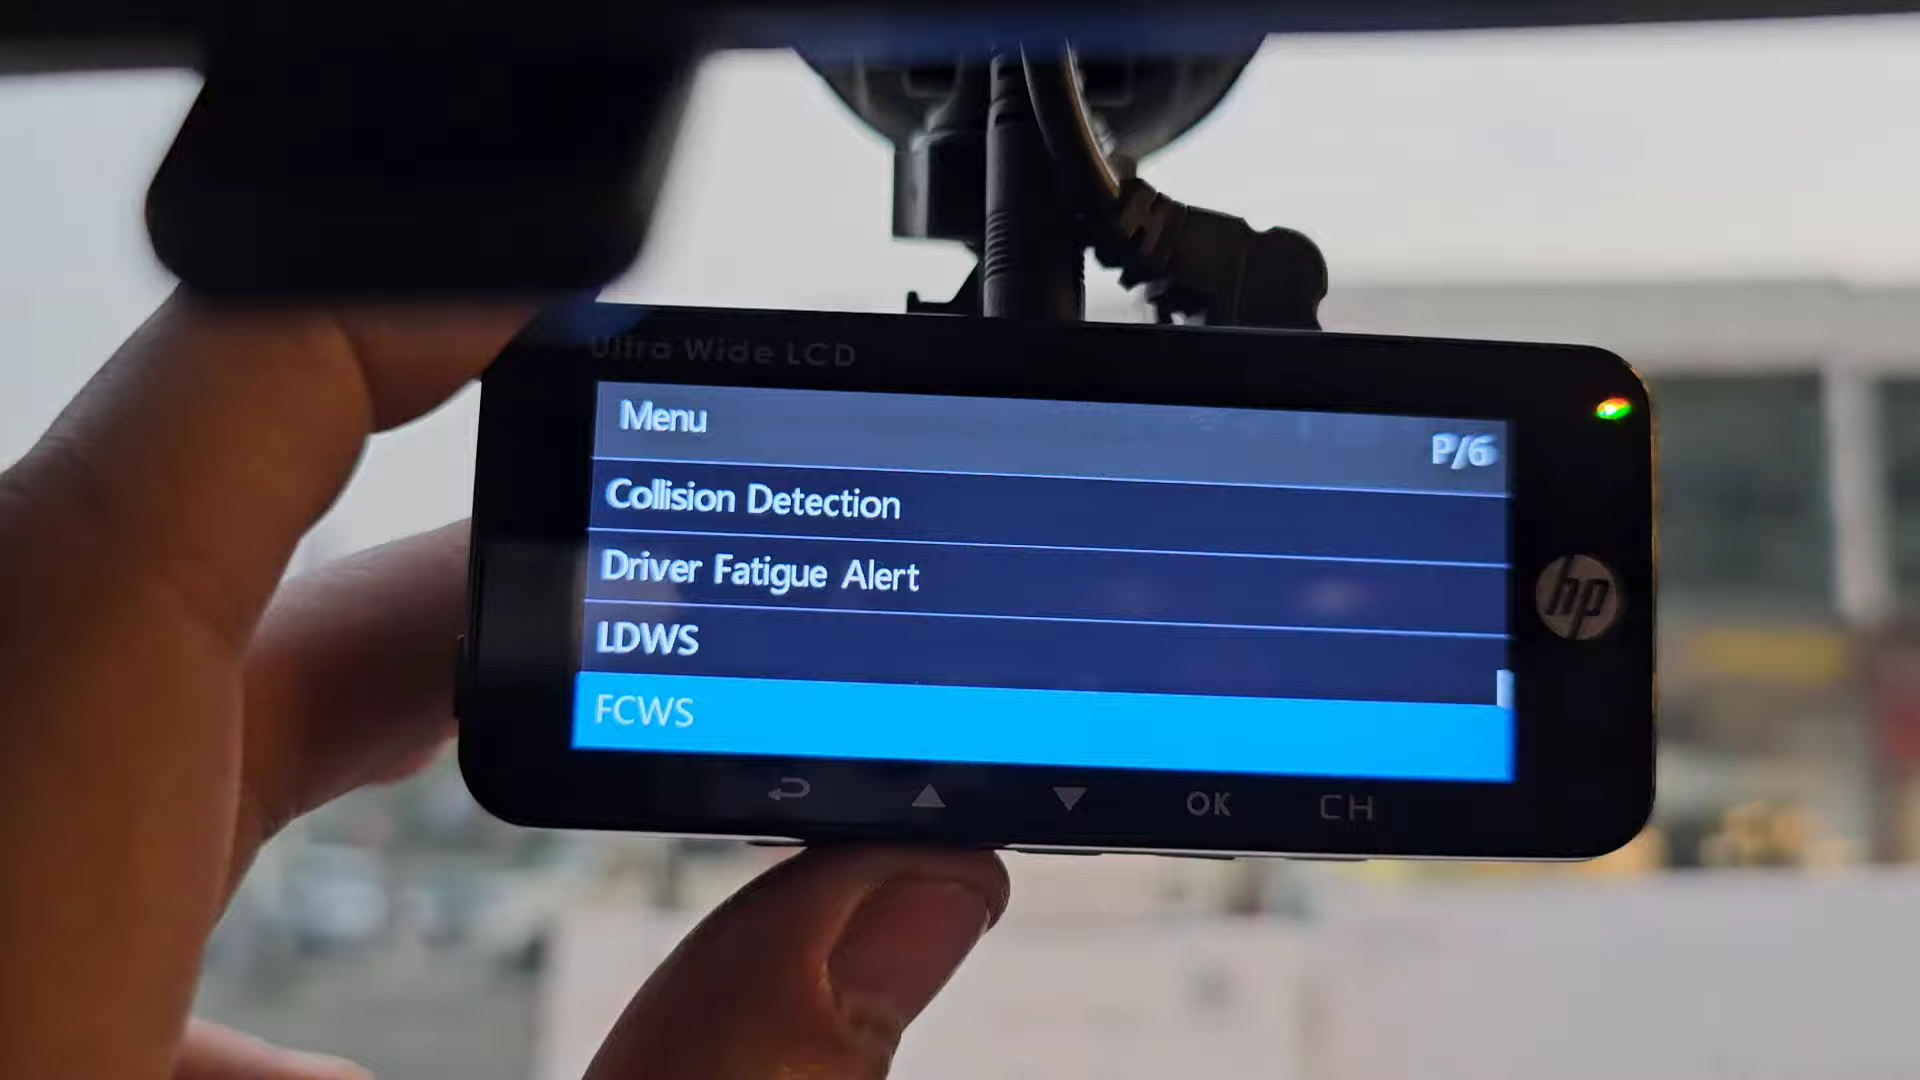 Ultra Wide LCD
Menu
P/6
Collision Detection
Driver Fatigue Alert
LDWS
FCWS
hp
OK
CH